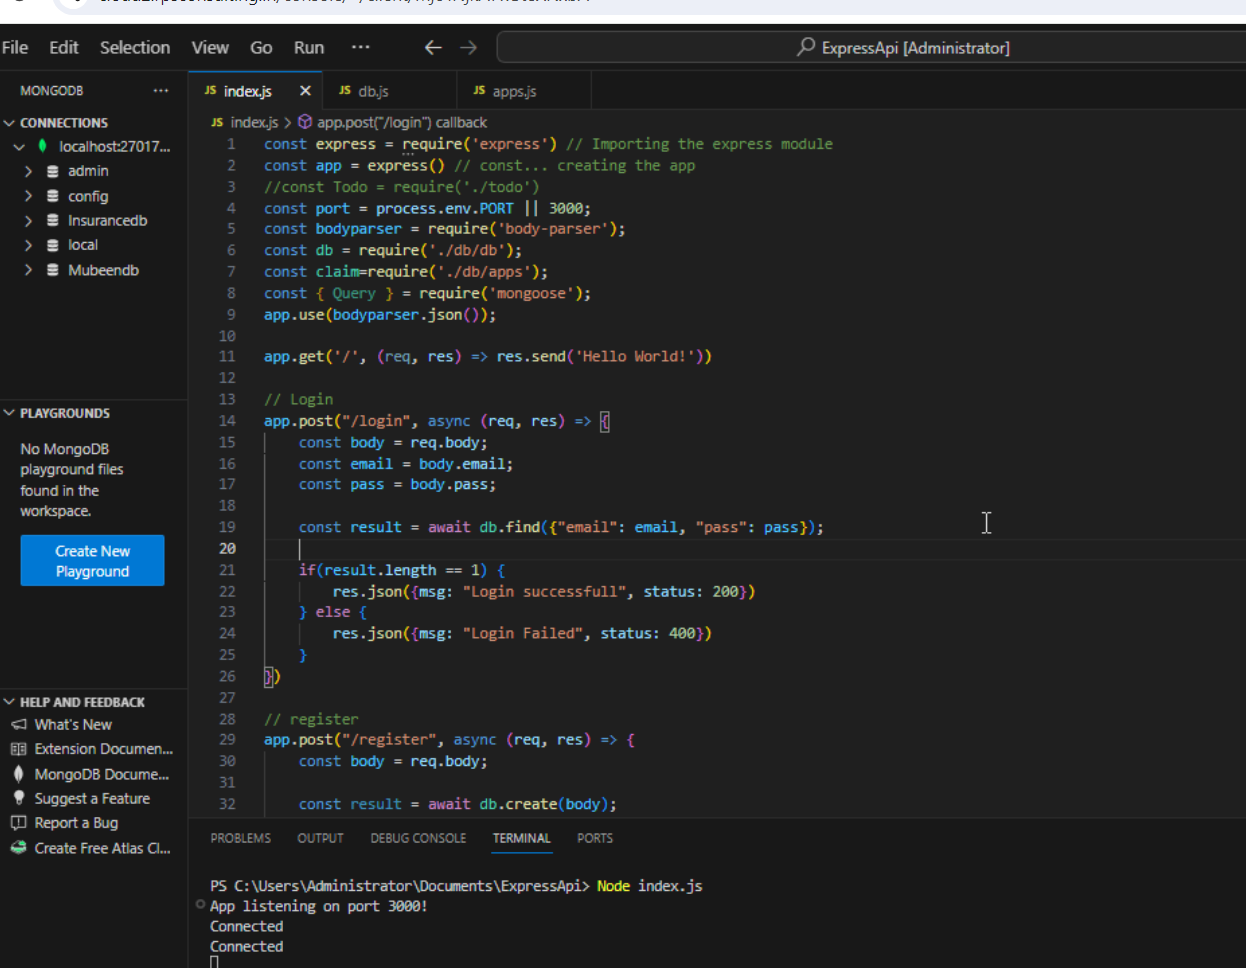 File Edit Selection View Go Run ··· ExpressApi [Administrator]
MONGODB ···
CONNECTIONS
localhost:27017...
admin
config
Insurancedb
local
Mubeendb
PLAYGROUNDS
No MongoDB
playground files
found in the
workspace.
Create New
Playground
HELP AND FEEDBACK
What's New
Extension Documen...
MongoDB Docume...
Suggest a Feature
Report a Bug
Create Free Atlas Cl...
JS index.js JS db.js JS apps.js
JS index.js > app.post("/login") callback
1 const express = require('express') // Importing the express module
2 const app = express() // const... creating the app
3 //const Todo = require('./todo')
4 const port = process.env.PORT || 3000;
5 const bodyparser = require('body-parser');
6 const db = require('./db/db');
7 const claim=require('./db/apps');
8 const { Query } = require('mongoose');
9 app.use(bodyparser.json());
10
11 app.get('/', (req, res) => res.send('Hello World!'))
12
13 // Login
14 app.post("/login", async (req, res) => {
15 const body = req.body;
16 const email = body.email;
17 const pass = body.pass;
18
19 const result = await db.find({"email": email, "pass": pass});
20
21 if(result.length == 1) {
22 res.json({msg: "Login successfull", status: 200})
23 } else {
24 res.json({msg: "Login Failed", status: 400})
25 }
26 })
27
28 // register
29 app.post("/register", async (req, res) => {
30 const body = req.body;
31
32 const result = await db.create(body);
PROBLEMS OUTPUT DEBUG CONSOLE TERMINAL PORTS
PS C:\Users\Administrator\Documents\ExpressApi> Node index.js
App listening on port 3000!
Connected
Connected